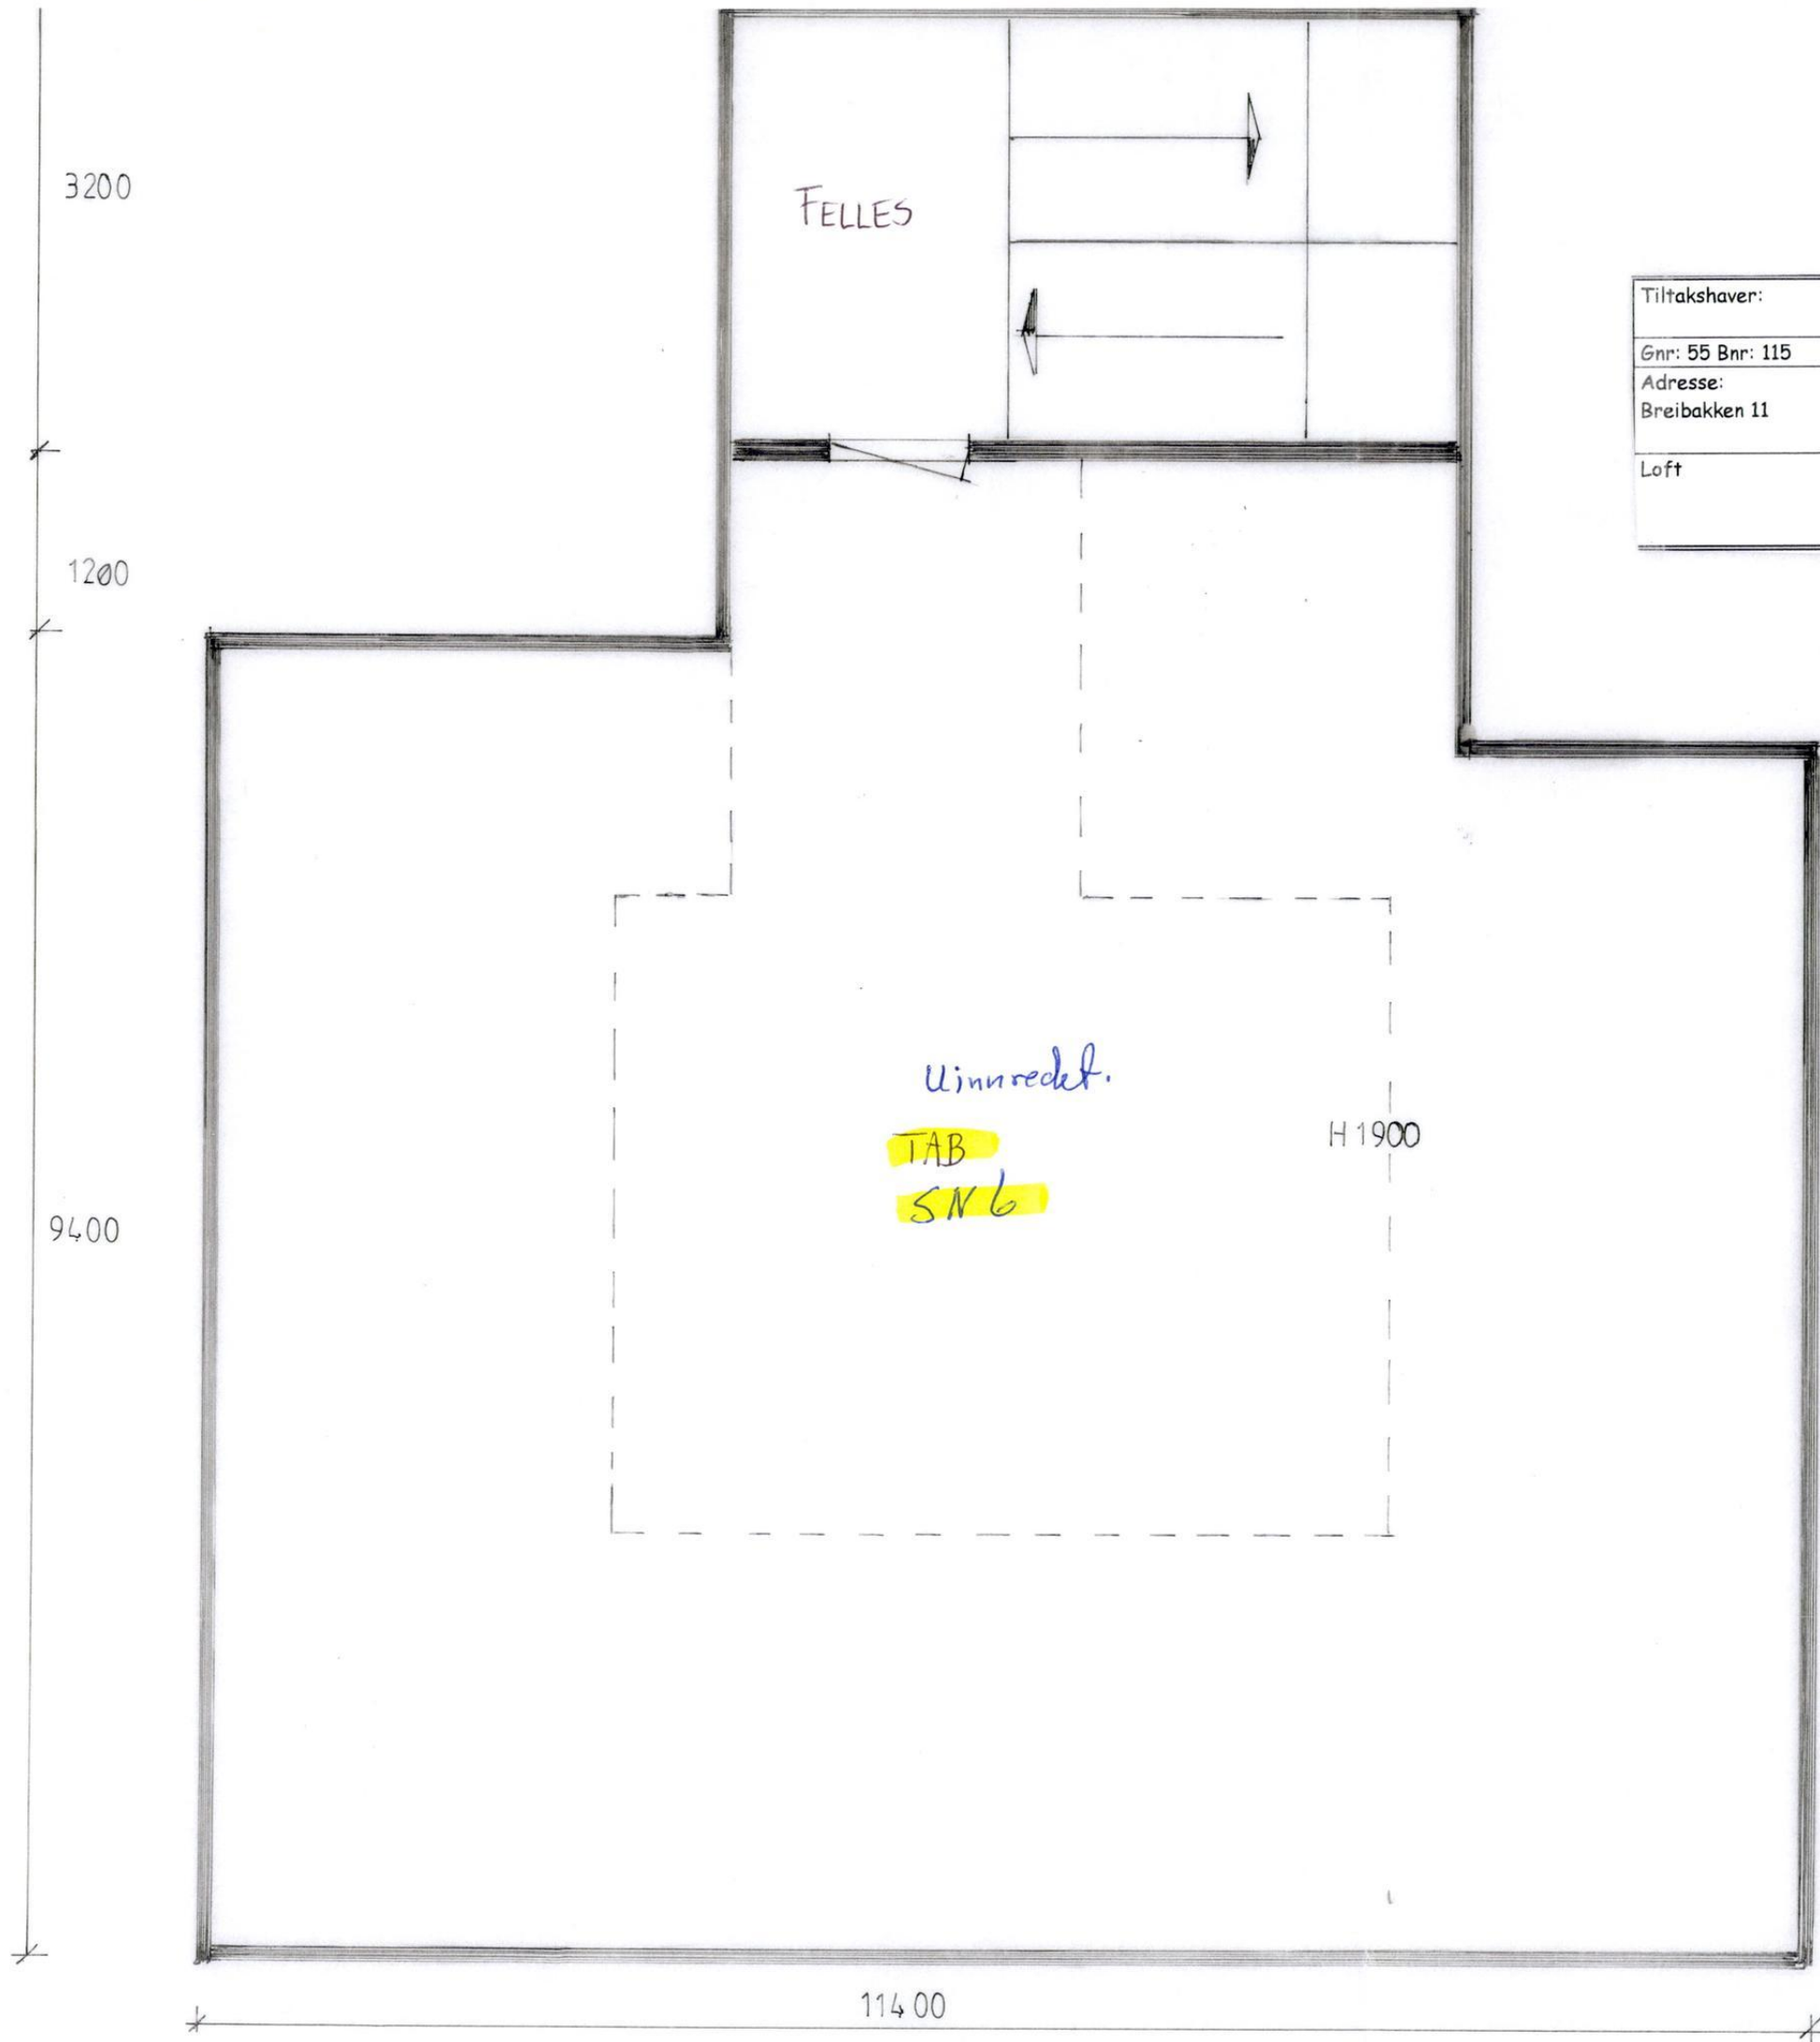 3200
FELLES
Tiltakshaver:
Gnr: 55 Bnr: 115
Adresse:
Breibakken 11
Loft
1200
Uinnredet.
TAB
SN6
H 1900
9400
11400